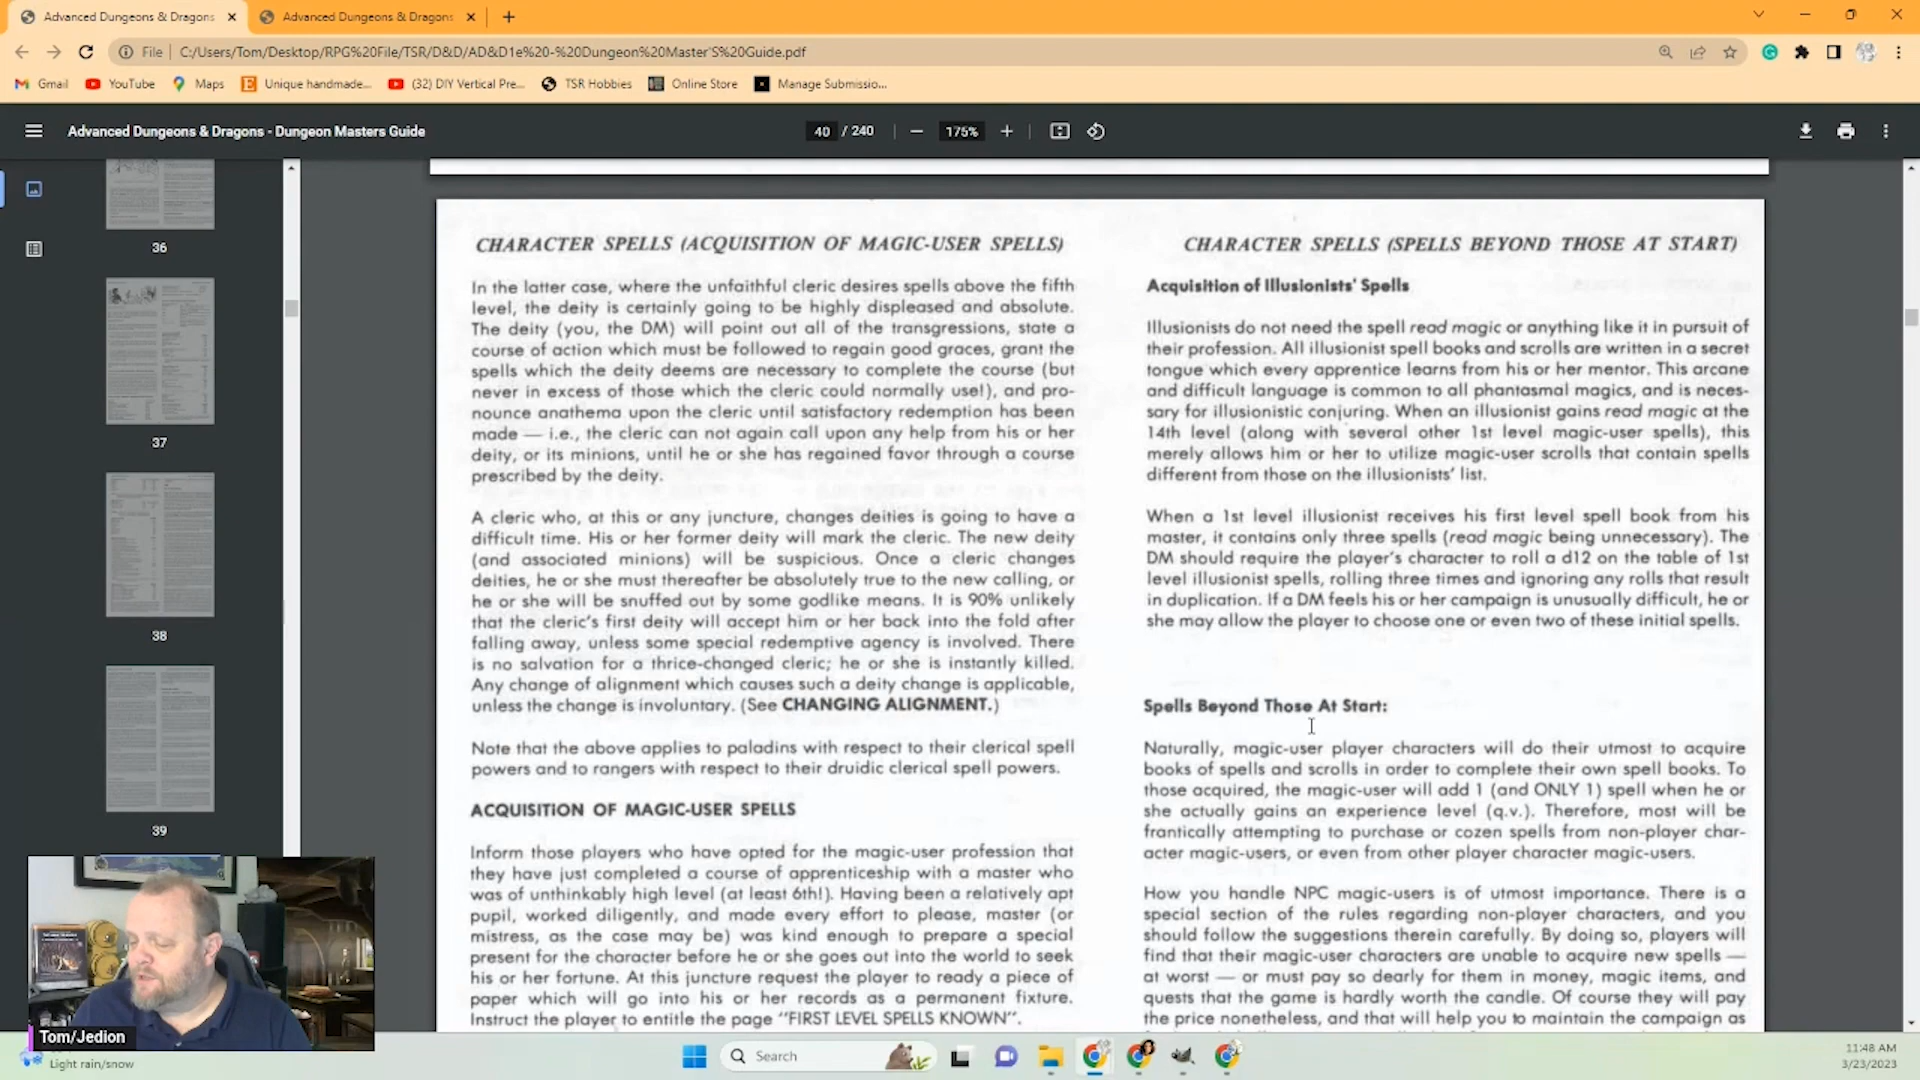 Advanced Dungeons & Dragons
Advanced Dungeons & Dragons
File
C:/Users/Tom/Desktop/RPG%20File/TSR/D&D/AD&D1e%20-%20Dungeon%20Master'S%20Guide.pdf
Gmail
YouTube
Maps
Unique handmade...
(32) DIY Vertical Pre...
TSR Hobbies
Online Store
Manage Submissio...
Advanced Dungeons & Dragons - Dungeon Masters Guide
40 / 240
175%
36
37
38
39
CHARACTER SPELLS (ACQUISITION OF MAGIC-USER SPELLS)
In the latter case, where the unfaithful cleric desires spells above the fifth
level, the deity is certainly going to be highly displeased and absolute.
The deity (you, the DM) will point out all of the transgressions, state a
course of action which must be followed to regain good graces, grant the
spells which the deity deems are necessary to complete the course (but
never in excess of those which the cleric could normally use!), and pro-
nounce anathema upon the cleric until satisfactory redemption has been
made — i.e., the cleric can not again call upon any help from his or her
deity, or its minions, until he or she has regained favor through a course
prescribed by the deity.
A cleric who, at this or any juncture, changes deities is going to have a
difficult time. His or her former deity will mark the cleric. The new deity
(and associated minions) will be suspicious. Once a cleric changes
deities, he or she must thereafter be absolutely true to the new calling, or
he or she will be snuffed out by some godlike means. It is 90% unlikely
that the cleric's first deity will accept him or her back into the fold after
falling away, unless some special redemptive agency is involved. There
is no salvation for a thrice-changed cleric; he or she is instantly killed.
Any change of alignment which causes such a deity change is applicable,
unless the change is involuntary. (See CHANGING ALIGNMENT.)
Note that the above applies to paladins with respect to their clerical spell
powers and to rangers with respect to their druidic clerical spell powers.
ACQUISITION OF MAGIC-USER SPELLS
Inform those players who have opted for the magic-user profession that
they have just completed a course of apprenticeship with a master who
was of unthinkably high level (at least 6th!). Having been a relatively apt
pupil, worked diligently, and made every effort to please, master (or
mistress, as the case may be) was kind enough to prepare a special
present for the character before he or she goes out into the world to seek
his or her fortune. At this juncture request the player to ready a piece of
paper which will go into his or her records as a permanent fixture.
Instruct the player to entitle the page "FIRST LEVEL SPELLS KNOWN".
CHARACTER SPELLS (SPELLS BEYOND THOSE AT START)
Acquisition of Illusionists' Spells
Illusionists do not need the spell read magic or anything like it in pursuit of
their profession. All illusionist spell books and scrolls are written in a secret
tongue which every apprentice learns from his or her mentor. This arcane
and difficult language is common to all phantasmal magics, and is neces-
sary for illusionistic conjuring. When an illusionist gains read magic at the
14th level (along with several other 1st level magic-user spells), this
merely allows him or her to utilize magic-user scrolls that contain spells
different from those on the illusionists' list.
When a 1st level illusionist receives his first level spell book from his
master, it contains only three spells (read magic being unnecessary). The
DM should require the player's character to roll a d12 on the table of 1st
level illusionist spells, rolling three times and ignoring any rolls that result
in duplication. If a DM feels his or her campaign is unusually difficult, he or
she may allow the player to choose one or even two of these initial spells.
Spells Beyond Those At Start:
Naturally, magic-user player characters will do their utmost to acquire
books of spells and scrolls in order to complete their own spell books. To
those acquired, the magic-user will add 1 (and ONLY 1) spell when he or
she actually gains an experience level (q.v.). Therefore, most will be
frantically attempting to purchase or cozen spells from non-player char-
acter magic-users, or even from other player character magic-users.
How you handle NPC magic-users is of utmost importance. There is a
special section of the rules regarding non-player characters, and you
should follow the suggestions therein carefully. By doing so, players will
find that their magic-user characters are unable to acquire new spells —
at worst — or must pay so dearly for them in money, magic items, and
quests that the game is hardly worth the candle. Of course they will pay
the price nonetheless, and that will help you to maintain the campaign as
Tom/Jedion
Light rain/snow
Search
11:48 AM
3/23/2023